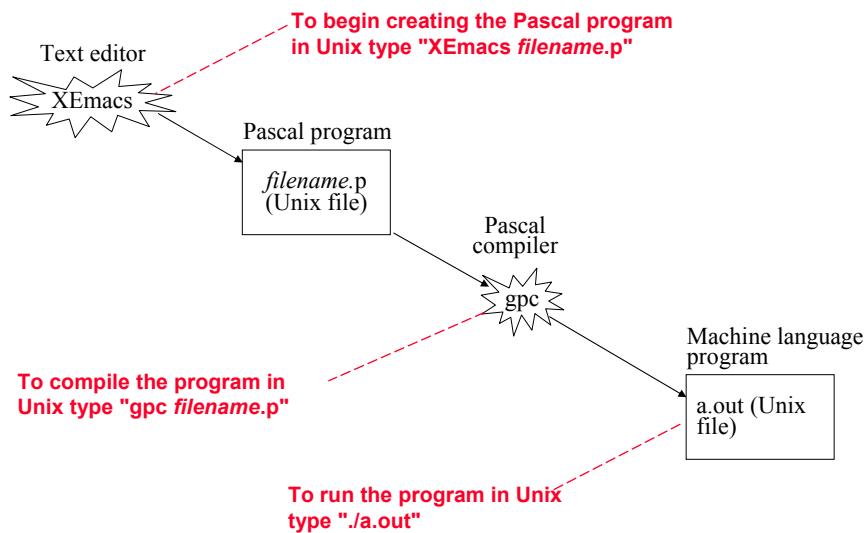 To begin creating the Pascal program
in Unix type "XEmacs filename.p"
Text editor
XEmacs
Pascal program
filename.p
(Unix file)
Pascal
compiler
gpc
To compile the program in
Unix type "gpc filename.p"
Machine language
program
a.out (Unix
file)
To run the program in Unix
type "./a.out"